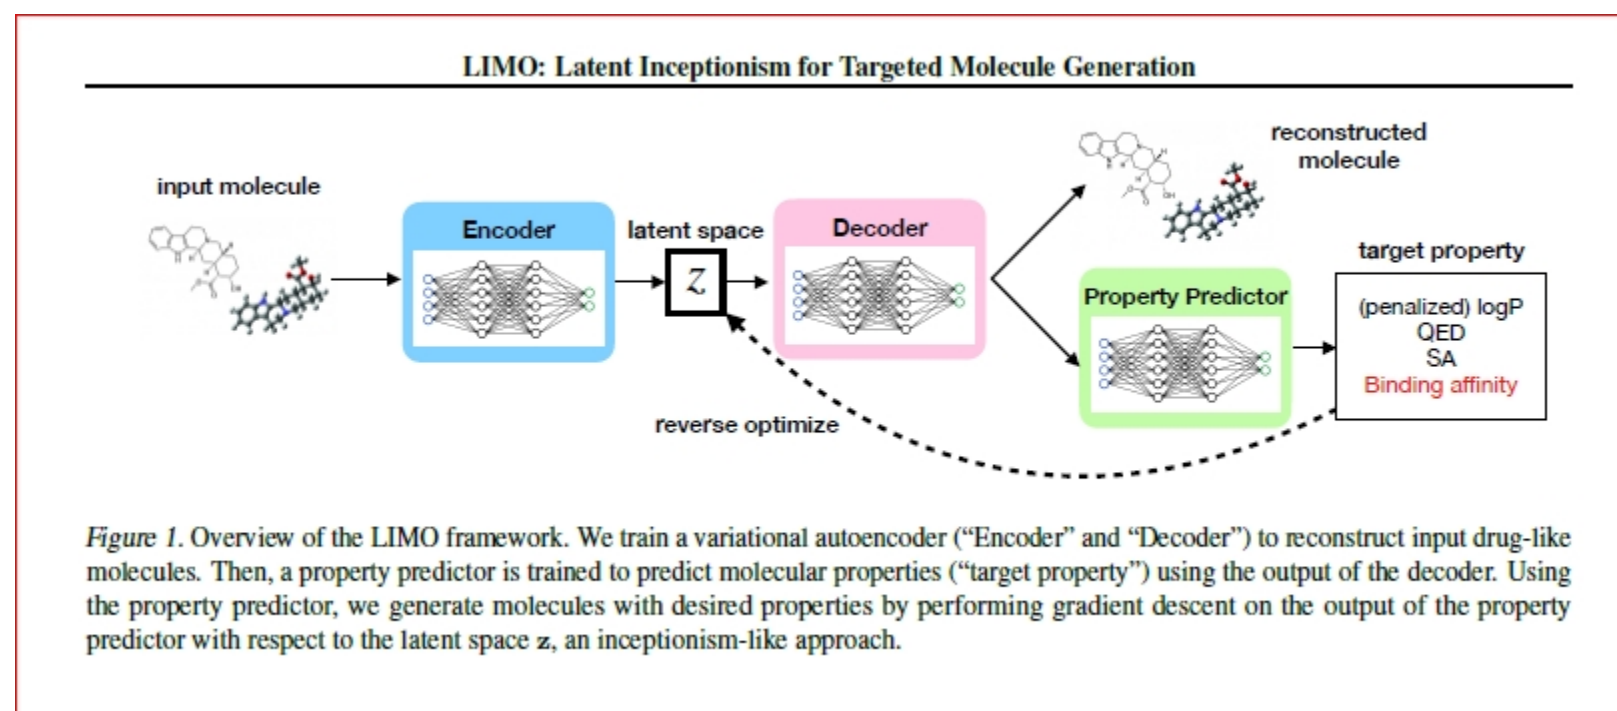 LIMO: Latent Inceptionism for Targeted Molecule Generation
input molecule
Encoder
latent space
z
Decoder
reconstructed
molecule
Property Predictor
target property
(penalized) logP
QED
SA
Binding affinity
reverse optimize
Figure 1. Overview of the LIMO framework. We train a variational autoencoder (“Encoder” and “Decoder”) to reconstruct input drug-like
molecules. Then, a property predictor is trained to predict molecular properties (“target property”) using the output of the decoder. Using
the property predictor, we generate molecules with desired properties by performing gradient descent on the output of the property
predictor with respect to the latent space z, an inceptionism-like approach.